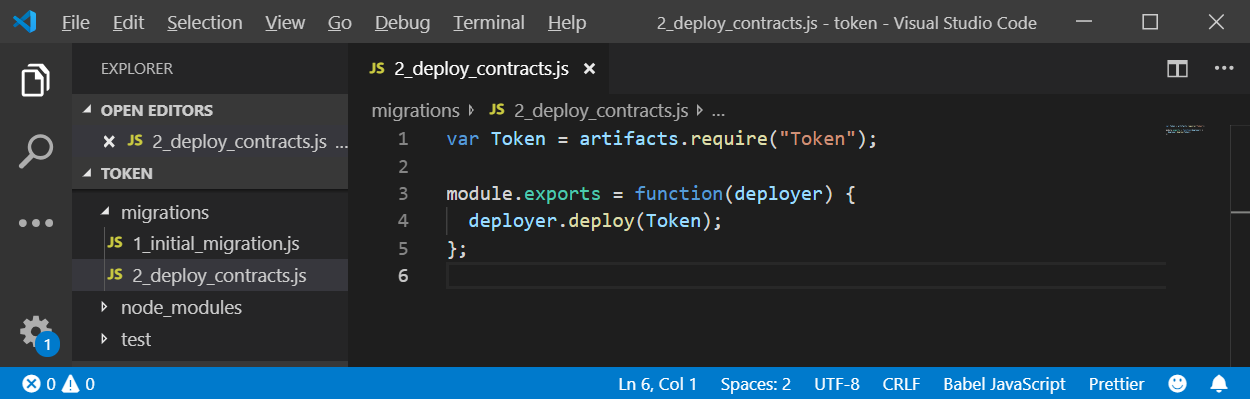 File Edit Selection View Go Debug Terminal Help 2_deploy_contracts.js - token - Visual Studio Code
EXPLORER
OPEN EDITORS
JS 2_deploy_contracts.js ...
TOKEN
migrations
JS 1_initial_migration.js
JS 2_deploy_contracts.js
node_modules
test
1
JS 2_deploy_contracts.js
migrations JS 2_deploy_contracts.js ...
1 var Token = artifacts.require("Token");
2
3 module.exports = function(deployer) {
4   deployer.deploy(Token);
5 };
6
0 0 Ln 6, Col 1 Spaces: 2 UTF-8 CRLF Babel JavaScript Prettier